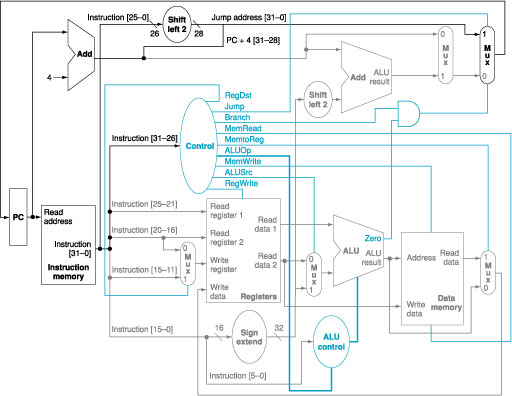 Instruction [25–0]
26
Shift
left 2
28
Jump address [31–0]
PC + 4 [31–28]
Add
4
0
M
u
x
1
1
M
u
x
0
Add
ALU
result
Shift
left 2
RegDst
Jump
Branch
MemRead
MemtoReg
ALUOp
MemWrite
ALUSrc
RegWrite
Control
Instruction [31–26]
PC
Read
address
Instruction
[31–0]
Instruction
memory
Instruction [25–21]
Instruction [20–16]
Instruction [15–11]
0
M
u
x
1
Read
register 1
Read
register 2
Write
register
Write
data
Read
data 1
Read
data 2
Registers
0
M
u
x
1
Zero
ALU
ALU
result
Address
Read
data
Write
data
Data
memory
1
M
u
x
0
Instruction [15–0]
16
Sign
extend
32
ALU
control
Instruction [5–0]